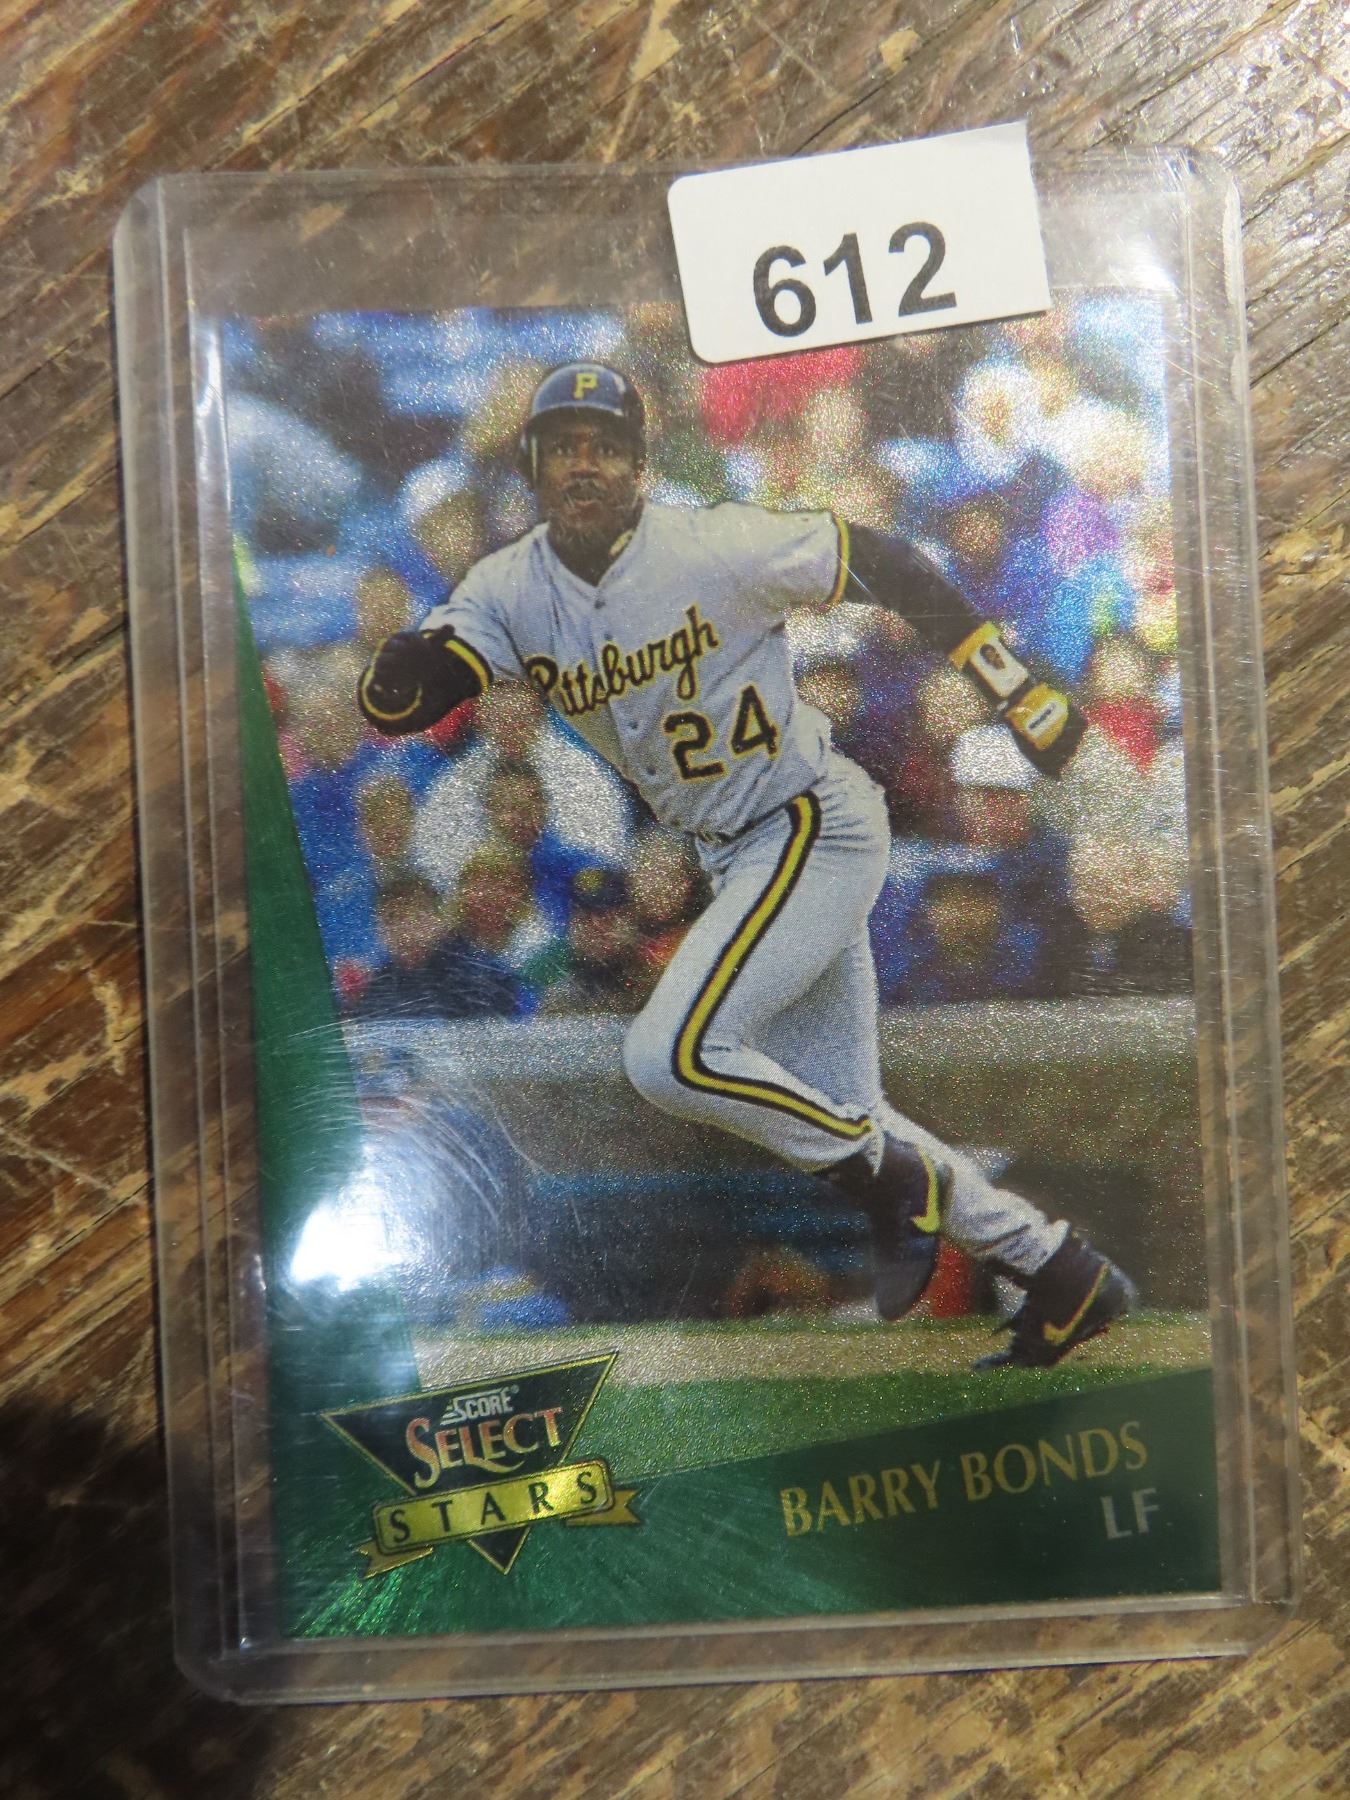 612
P
Pittsburgh
24
SCORE®
SELECT
STARS
BARRY BONDS
LF